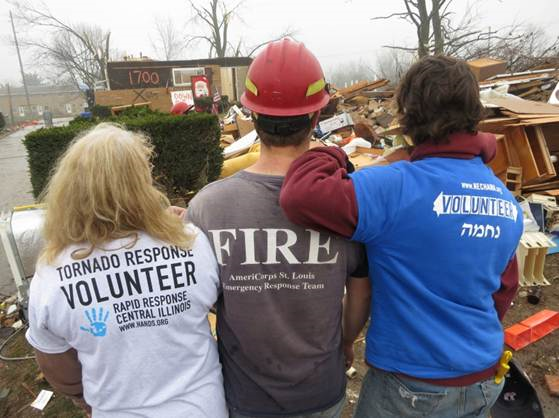 1700
TORNADO RESPONSE
VOLUNTEER
RAPID RESPONSE
CENTRAL ILLINOIS
WWW.HANDS.ORG
FIRE
AmeriCorps St. Louis
Emergency Response Team
www.NECHAMA.org
VOLUNTEER
נחמה